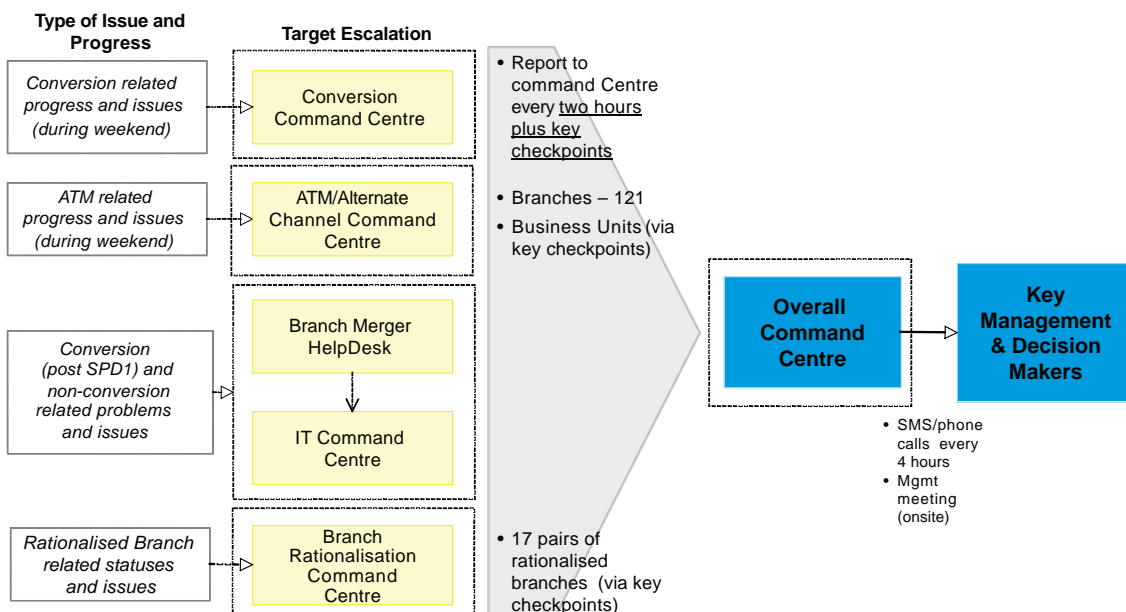 Type of Issue and
Progress
Target Escalation
Conversion related
progress and issues
(during weekend)
Conversion
Command Centre
• Report to
command Centre
every two hours
plus key
checkpoints
ATM related
progress and issues
(during weekend)
ATM/Alternate
Channel Command
Centre
• Branches – 121
• Business Units (via
key checkpoints)
Conversion
(post SPD1) and
non-conversion
related problems
and issues
Branch Merger
HelpDesk
IT Command
Centre
Overall
Command
Centre
Key
Management
& Decision
Makers
• SMS/phone
calls every
4 hours
• Mgmt
meeting
(onsite)
Rationalised Branch
related statuses
and issues
Branch
Rationalisation
Command
Centre
• 17 pairs of
rationalised
branches (via key
checkpoints)